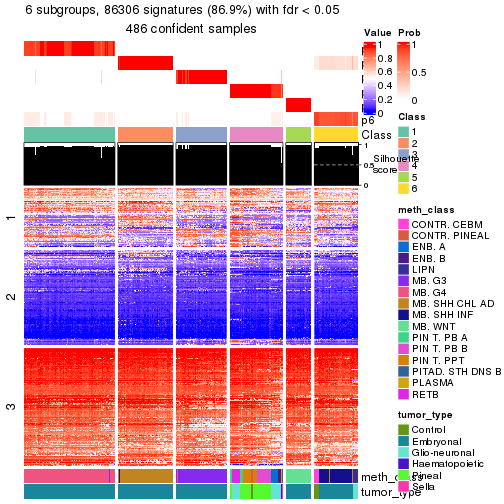 6 subgroups, 86306 signatures (86.9%) with fdr < 0.05
486 confident samples
Value
1
0.8
0.6
0.4
0.2
0
Prob
1
0.5
0
p6
Class
1
0.5
0
Silhouette
score
1
2
3
Class
1
2
3
4
5
6
meth_class
CONTR. CEBM
CONTR. PINEAL
ENB. A
ENB. B
LIPN
MB. G3
MB. G4
MB. SHH CHL AD
MB. SHH INF
MB. WNT
PIN T. PB A
PIN T. PB B
PIN T. PPT
PITAD. STH DNS B
PLASMA
RETB
tumor_type
Control
Embryonal
Glio-neuronal
Haematopoietic
Pineal
Sella
meth_class
tumor_type